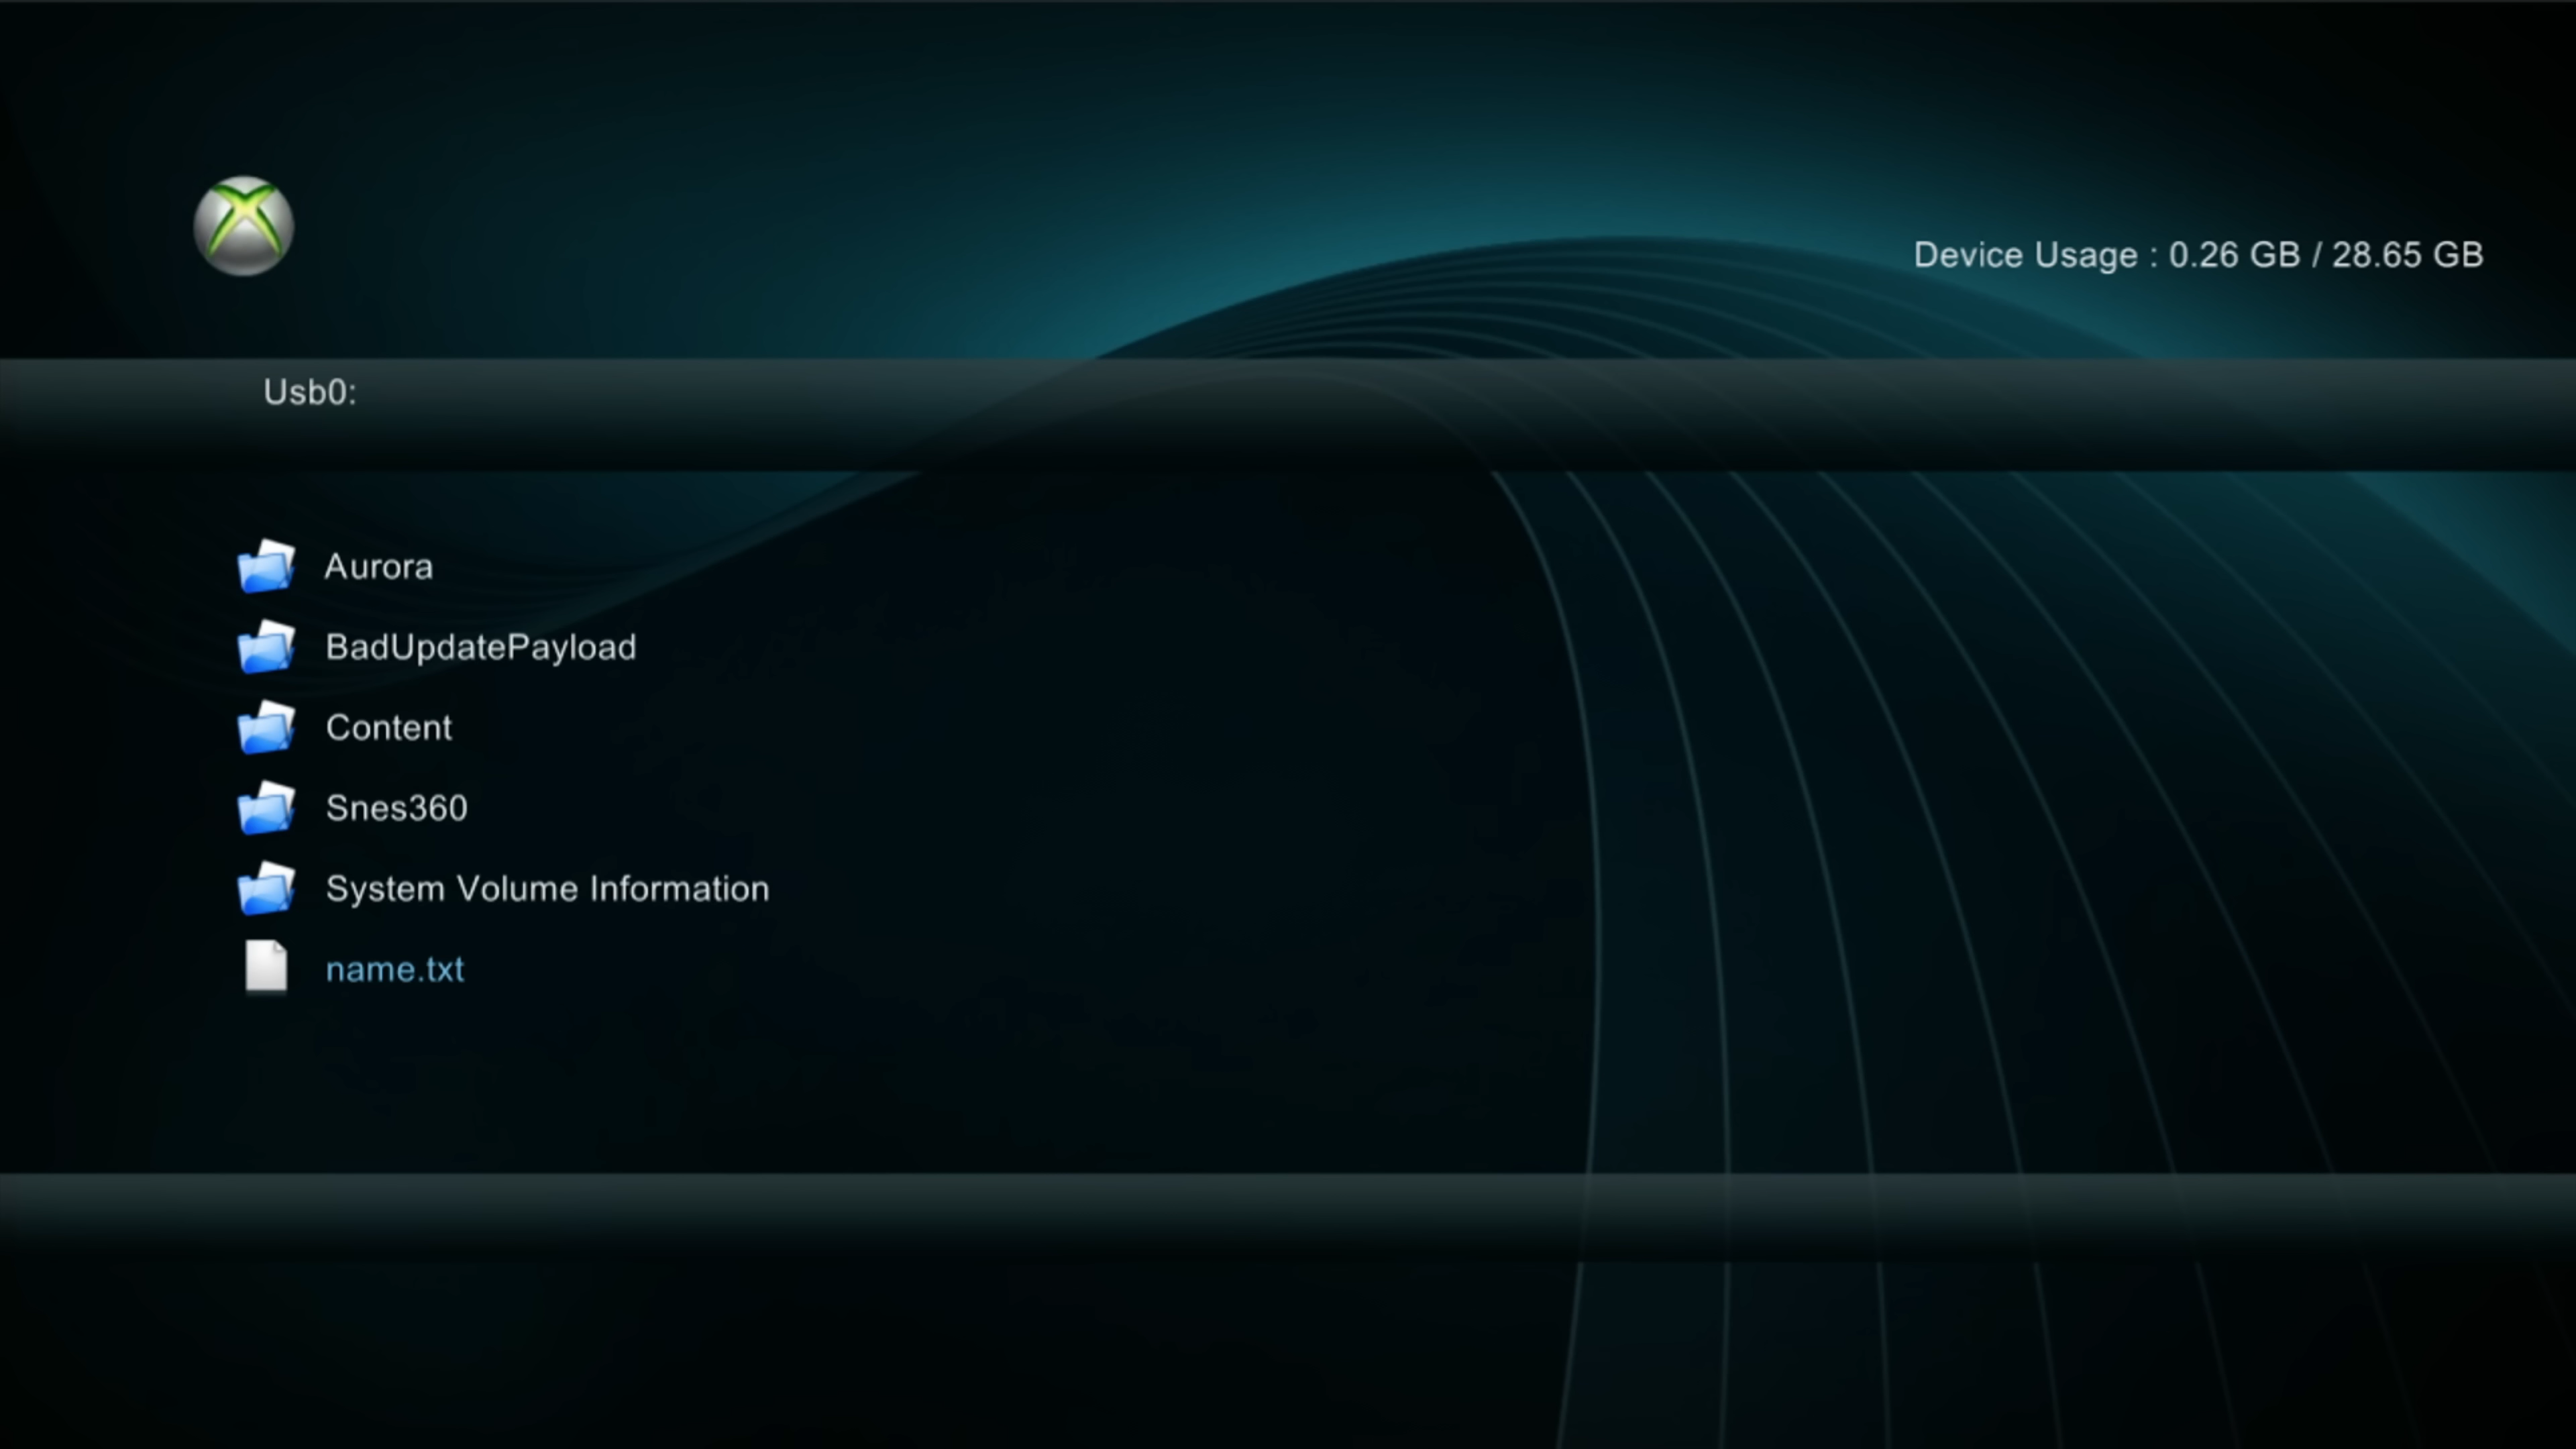 Device Usage : 0.26 GB / 28.65 GB
Usb0:
Aurora
BadUpdatePayload
Content
Snes360
System Volume Information
name.txt